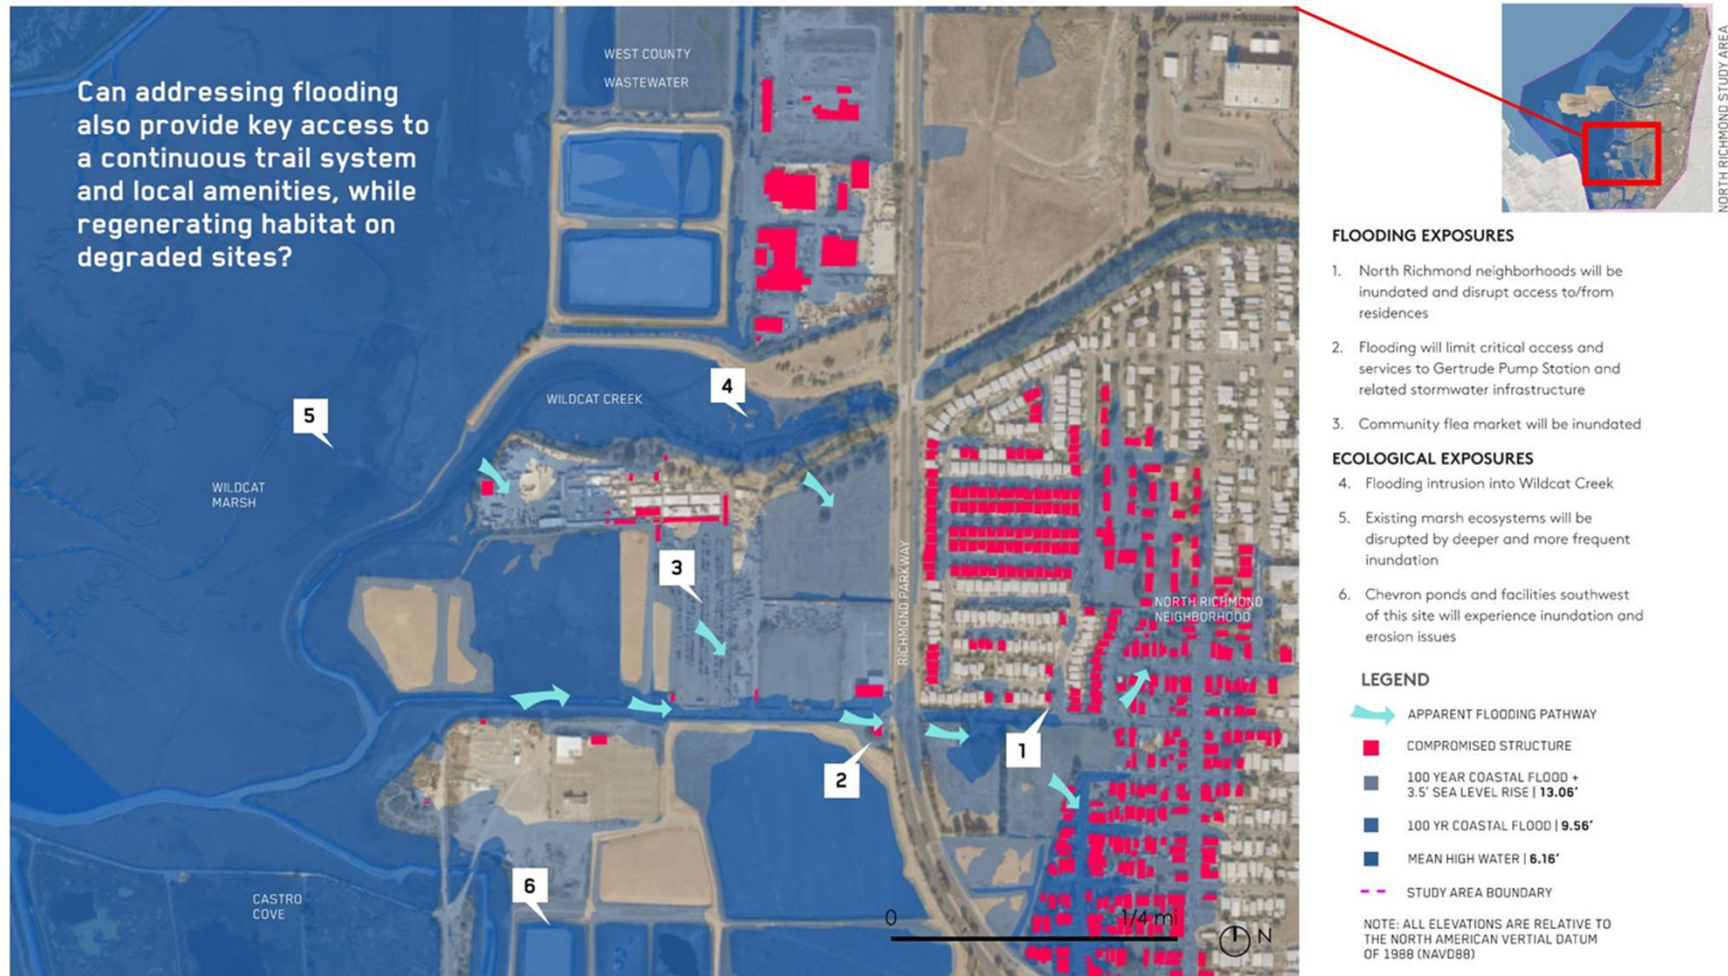 Can addressing flooding
also provide key access to
a continuous trail system
and local amenities, while
regenerating habitat on
degraded sites?
WEST COUNTY
WASTEWATER
WILDCAT CREEK
WILDCAT
MARSH
RICHMOND PARKWAY
NORTH RICHMOND
NEIGHBORHOOD
CASTRO
COVE
4
5
3
1
2
6
0
1/4 mi
N
NORTH RICHMOND STUDY AREA
FLOODING EXPOSURES
1. North Richmond neighborhoods will be
inundated and disrupt access to/from
residences
2. Flooding will limit critical access and
services to Gertrude Pump Station and
related stormwater infrastructure
3. Community flea market will be inundated
ECOLOGICAL EXPOSURES
4. Flooding intrusion into Wildcat Creek
5. Existing marsh ecosystems will be
disrupted by deeper and more frequent
inundation
6. Chevron ponds and facilities southwest
of this site will experience inundation and
erosion issues
LEGEND
APPARENT FLOODING PATHWAY
COMPROMISED STRUCTURE
100 YEAR COASTAL FLOOD +
3.5' SEA LEVEL RISE | 13.06'
100 YR COASTAL FLOOD | 9.56'
MEAN HIGH WATER | 6.16'
STUDY AREA BOUNDARY
NOTE: ALL ELEVATIONS ARE RELATIVE TO
THE NORTH AMERICAN VERTIAL DATUM
OF 1988 (NAVD88)